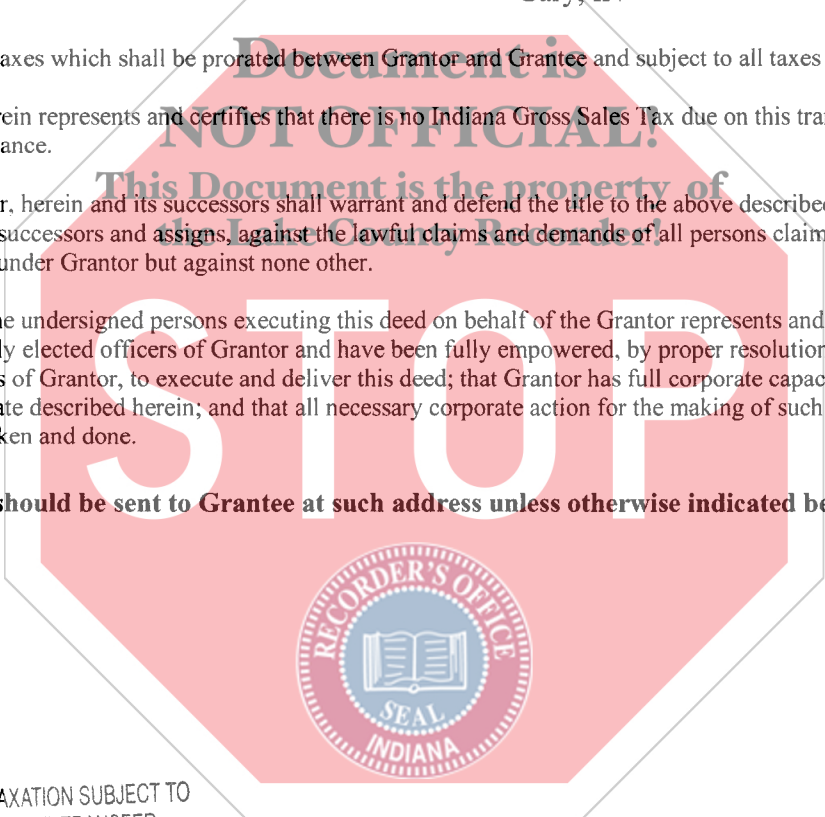 Document is
axes which shall be prorated between Grantor and Grantee and subject to all taxes
NOT OFFICIAL!
ein represents and certifies that there is no Indiana Gross Sales Tax due on this tra
ance.
This Document is the property of
r, herein and its successors shall warrant and defend the title to the above describe
the Lake County Recorder!
successors and assigns, against the lawful claims and demands of all persons claim
under Grantor but against none other.
e undersigned persons executing this deed on behalf of the Grantor represents and
ly elected officers of Grantor and have been fully empowered, by proper resolution
s of Grantor, to execute and deliver this deed; that Grantor has full corporate capac
ate described herein; and that all necessary corporate action for the making of such
ken and done.
STOP
should be sent to Grantee at such address unless otherwise indicated be
RECORDER'S OFFICE
SEAL
INDIANA
AXATION SUBJECT TO